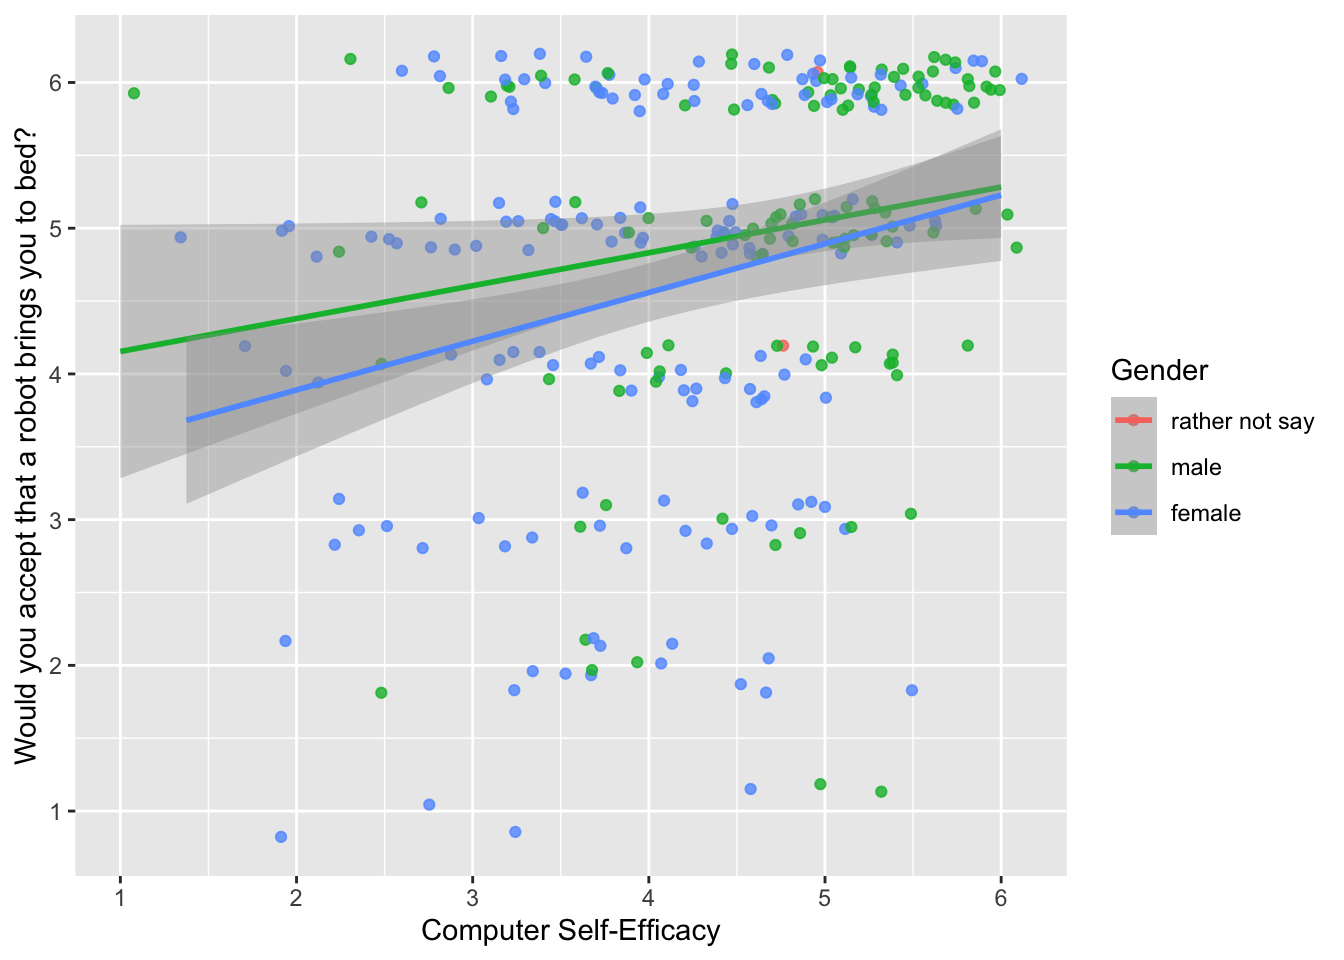 Would you accept that a robot brings you to bed?
6
5
4
3
2
1
1 2 3 4 5 6
Computer Self-Efficacy
Gender
rather not say
male
female